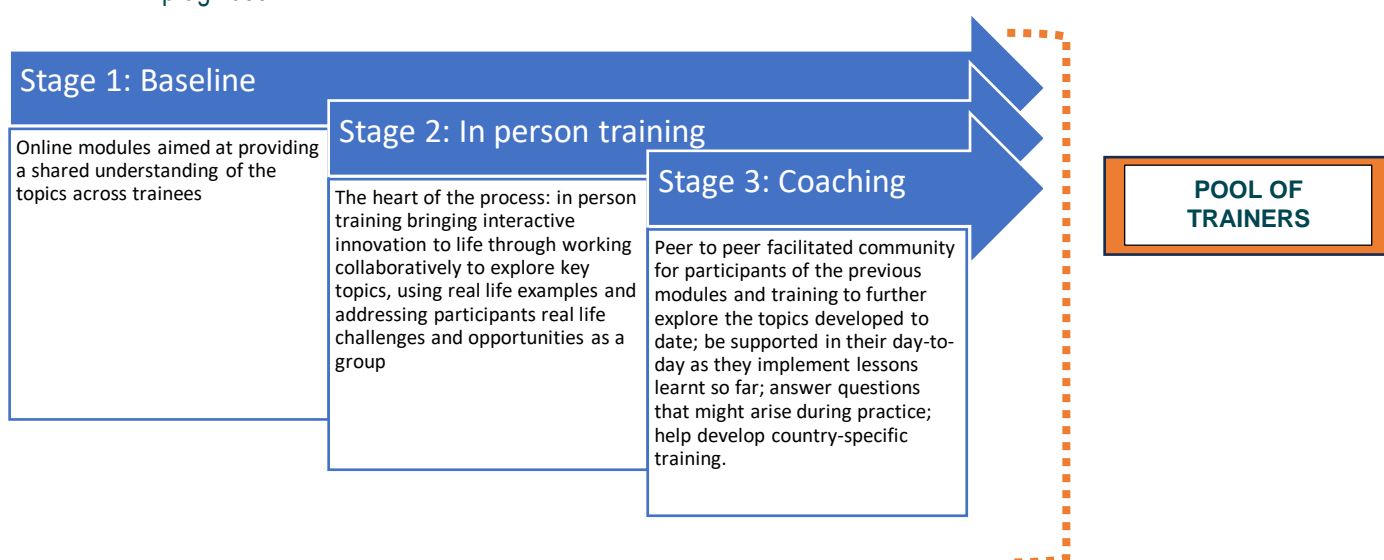 Stage 1: Baseline
Online modules aimed at providing
a shared understanding of the
topics across trainees
Stage 2: In person training
The heart of the process: in person
training bringing interactive
innovation to life through working
collaboratively to explore key
topics, using real life examples and
addressing participants real life
challenges and opportunities as a
group
Stage 3: Coaching
Peer to peer facilitated community
for participants of the previous
modules and training to further
explore the topics developed to
date; be supported in their day-to-
day as they implement lessons
learnt so far; answer questions
that might arise during practice;
help develop country-specific
training.
POOL OF
TRAINERS